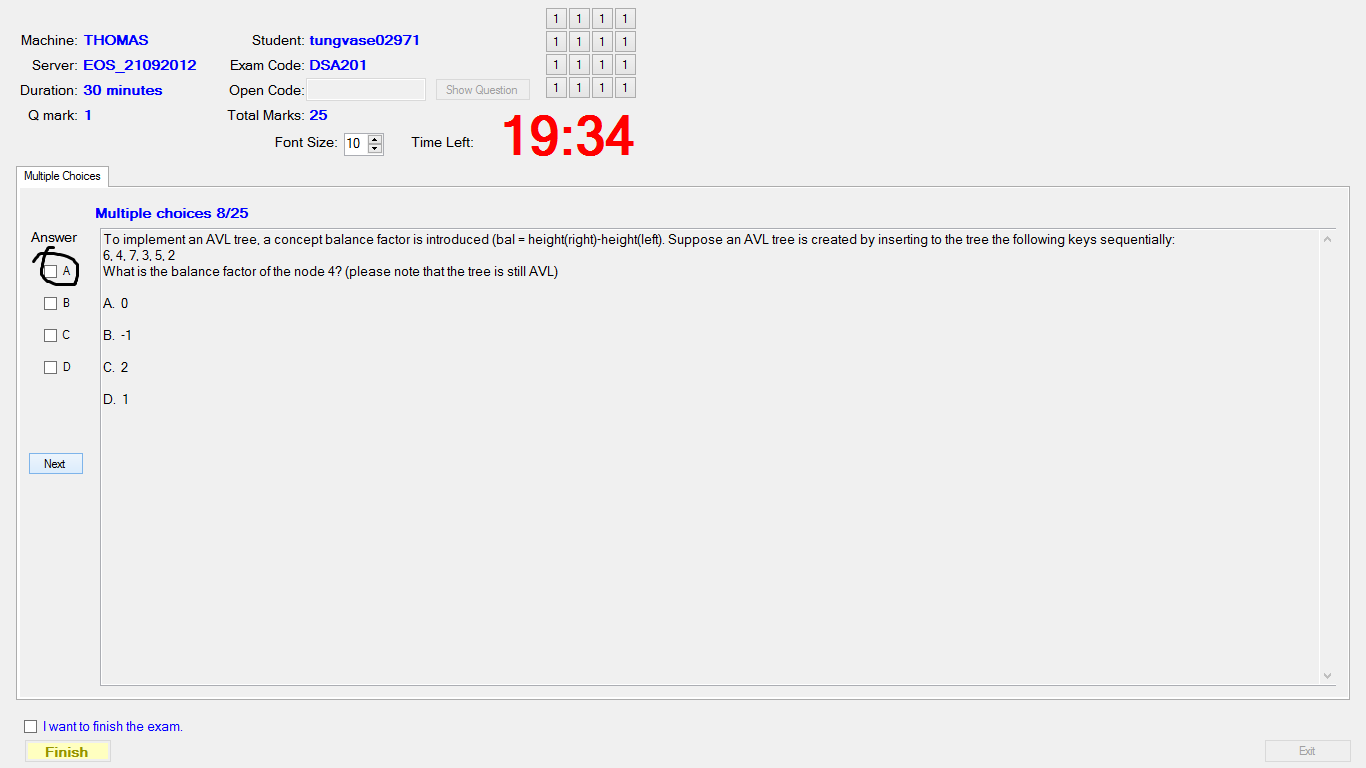 1 1 1 1
Machine: THOMAS Student: tungvase02971
1 1 1 1
Server: EOS_21092012 Exam Code: DSA201
1 1 1 1
Duration: 30 minutes Open Code: Show Question
1 1 1 1
Q mark: 1 Total Marks: 25
Font Size: 10 Time Left: 19:34
Multiple Choices
Multiple choices 8/25
Answer
To implement an AVL tree, a concept balance factor is introduced (bal = height(right)-height(left). Suppose an AVL tree is created by inserting to the tree the following keys sequentially:
6, 4, 7, 3, 5, 2
A
What is the balance factor of the node 4? (please note that the tree is still AVL)
B
A. 0
C
B. -1
D
C. 2
D. 1
Next
I want to finish the exam.
Finish
Exit